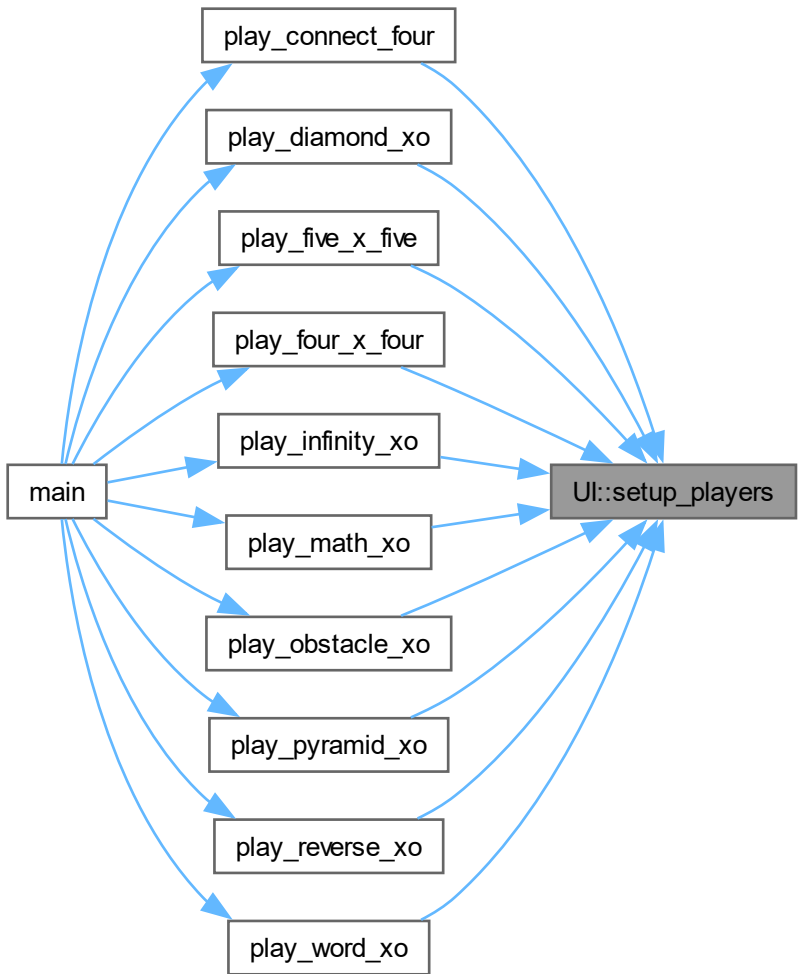 play_connect_four
play_diamond_xo
play_five_x_five
play_four_x_four
play_infinity_xo
main
UI::setup_players
play_math_xo
play_obstacle_xo
play_pyramid_xo
play_reverse_xo
play_word_xo